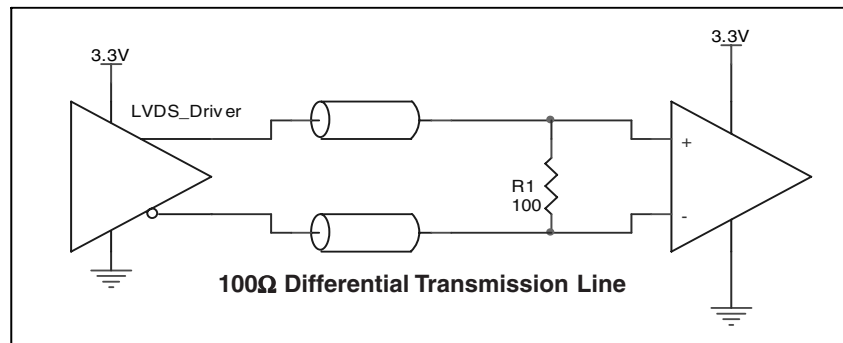 3.3V
3.3V
LVDS_Driver
+
R1
100
-
100Ω Differential Transmission Line